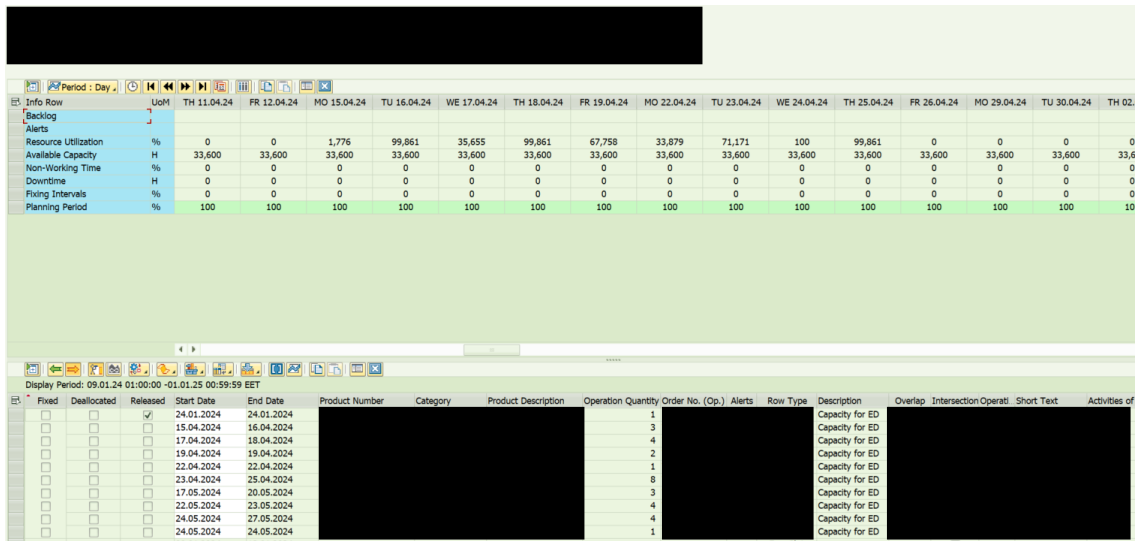 Period : Day
Info Row UoM TH 11.04.24 FR 12.04.24 MO 15.04.24 TU 16.04.24 WE 17.04.24 TH 18.04.24 FR 19.04.24 MO 22.04.24 TU 23.04.24 WE 24.04.24 TH 25.04.24 FR 26.04.24 MO 29.04.24 TU 30.04.24 TH 02.
Backlog
Alerts
Resource Utilization % 0 0 1,776 99,861 35,655 99,861 67,758 33,879 71,171 100 99,861 0 0 0 0
Available Capacity H 33,600 33,600 33,600 33,600 33,600 33,600 33,600 33,600 33,600 33,600 33,600 33,600 33,600 33,600 33,6
Non-Working Time % 0 0 0 0 0 0 0 0 0 0 0 0 0 0 0
Downtime H 0 0 0 0 0 0 0 0 0 0 0 0 0 0 0
Fixing Intervals % 0 0 0 0 0 0 0 0 0 0 0 0 0 0 0
Planning Period % 100 100 100 100 100 100 100 100 100 100 100 100 100 100 10
Display Period: 09.01.24 01:00:00 -01.01.25 00:59:59 EET
Fixed Deallocated Released Start Date End Date Product Number Category Product Description Operation Quantity Order No. (Op.) Alerts Row Type Description Overlap Intersection Operati... Short Text Activities of
24.01.2024 24.01.2024 1 Capacity for ED
15.04.2024 16.04.2024 3 Capacity for ED
17.04.2024 18.04.2024 4 Capacity for ED
19.04.2024 19.04.2024 2 Capacity for ED
22.04.2024 22.04.2024 1 Capacity for ED
23.04.2024 25.04.2024 8 Capacity for ED
17.05.2024 20.05.2024 3 Capacity for ED
22.05.2024 23.05.2024 4 Capacity for ED
24.05.2024 27.05.2024 4 Capacity for ED
24.05.2024 24.05.2024 1 Capacity for ED